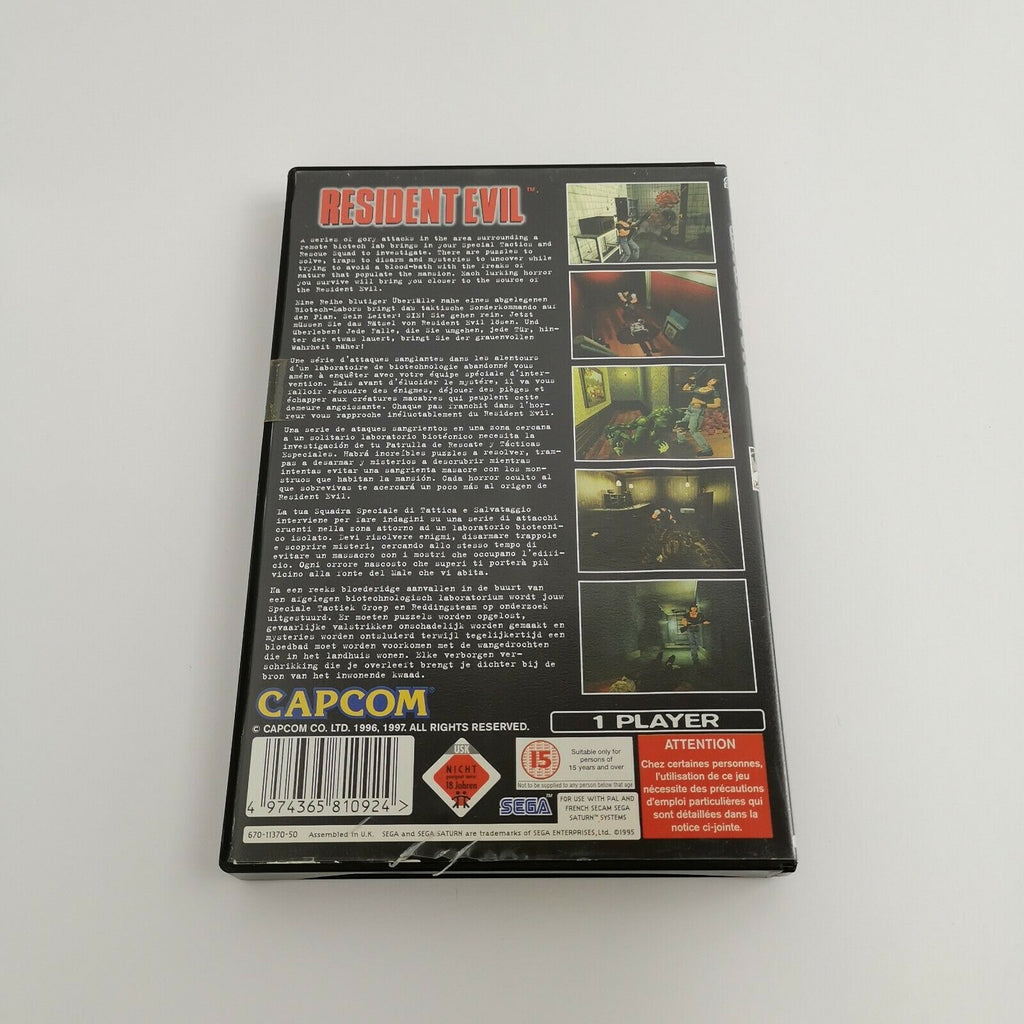 RESIDENT EVIL™.
A series of gory attacks in the area surrounding a
remote biotech lab brings in your Special Tactics and
Rescue Squad to investigate. There are puzzles to
solve, traps to disarm and mysteries to uncover while
trying to avoid a blood-bath with the freaks of
nature that populate the mansion. Each lurking horror
you survive will bring you closer to the source of
the Resident Evil.
Eine Reihe blutiger Überfälle nahe eines abgelegenen
Biotech-Labors bringt das taktische Sonderkommando auf
den Plan. Sein Leiter: SIE! Sie gehen rein. Jetzt
müssen Sie das Rätsel von Resident Evil lösen. Und
überleben! Jede Falle, die Sie umgehen, jede Tür, hin-
ter der etwas lauert, bringt Sie der grauenvollen
Wahrheit näher!
Une série d'attaques sanglantes dans les alentours
d'un laboratoire de biotechnologie abandonné vous
amène à enquêter avec votre équipe spéciale d'inter-
vention. Mais avant d'élucider le mystére, il va vous
falloir résoudre des énigmes, déjouer des pièges et
échapper aux créatures macabres qui peuplent cette
demeure angoissante. Chaque pas franchit dans l'hor-
reur vous rapproche inéluctablement du Resident Evil.
Una serie de ataques sangrientos en una zona cercana
a un solitario laboratorio biotécnico necesita la
investigación de tu Patrulla de Rescate y Tácticas
Especiales. Habrá increíbles puzzles a resolver, tram-
pas a desarmar y misterios a descrubrir mientras
intentas evitar una sangrienta masacre con los mons-
truos que habitan la mansión. Cada horror oculto al
que sobrevivas te acercará un poco más al origen de
Resident Evil.
La tua Squadra Speciale di Tattica e Salvataggio
interviene per fare indagini su una serie di attacchi
cruenti nella zona attorno ad un laboratorio biotecni-
co isolato. Devi risolvere enigmi, disarmare trappole
e scoprire misteri, cercando allo stesso tempo di
evitare un massacro con i mostri che occupano l'edifi-
cio. Ogni orrore nascosto che superi ti porterà più
vicino alla fonte del Male che vi abita.
Na een reeks bloederidge aanvallen in de buurt van
een afgelegen biotechnologisch laboratorium wordt jouw
Speciale Tactiek Groep en Reddingsteam op onderzoek
uitgestuurd. Er moeten puzzels worden opgelost,
gevaarlijke valstrikken onschadelijk worden gemaakt en
mysteries worden ontsluierd terwijl tegelijkertijd een
bloedbad moet worden voorkomen met de wangedrochten
die in het landhuis wonen. Elke verborgen ver-
schrikking die je overleeft brengt je dichter bij de
bron van het inwonende kwaad.
CAPCOM®
© CAPCOM CO. LTD. 1996, 1997. ALL RIGHTS RESERVED.
1 PLAYER
4 974365 810924 >
USK
NICHT
geeignet unter
18 Jahren
15
Suitable only for
persons of
15 years and over
Not to be supplied to any person below that age
SEGA™
FOR USE WITH PAL AND
FRENCH SECAM SEGA
SATURN™ SYSTEMS
ATTENTION
Chez certaines personnes,
l'utilisation de ce jeu
nécessite des précautions
d'emploi particulières qui
sont détaillées dans la
notice ci-jointe.
670-11370-50 Assembled in U.K. SEGA and SEGA SATURN are trademarks of SEGA ENTERPRISES, Ltd. ©1995